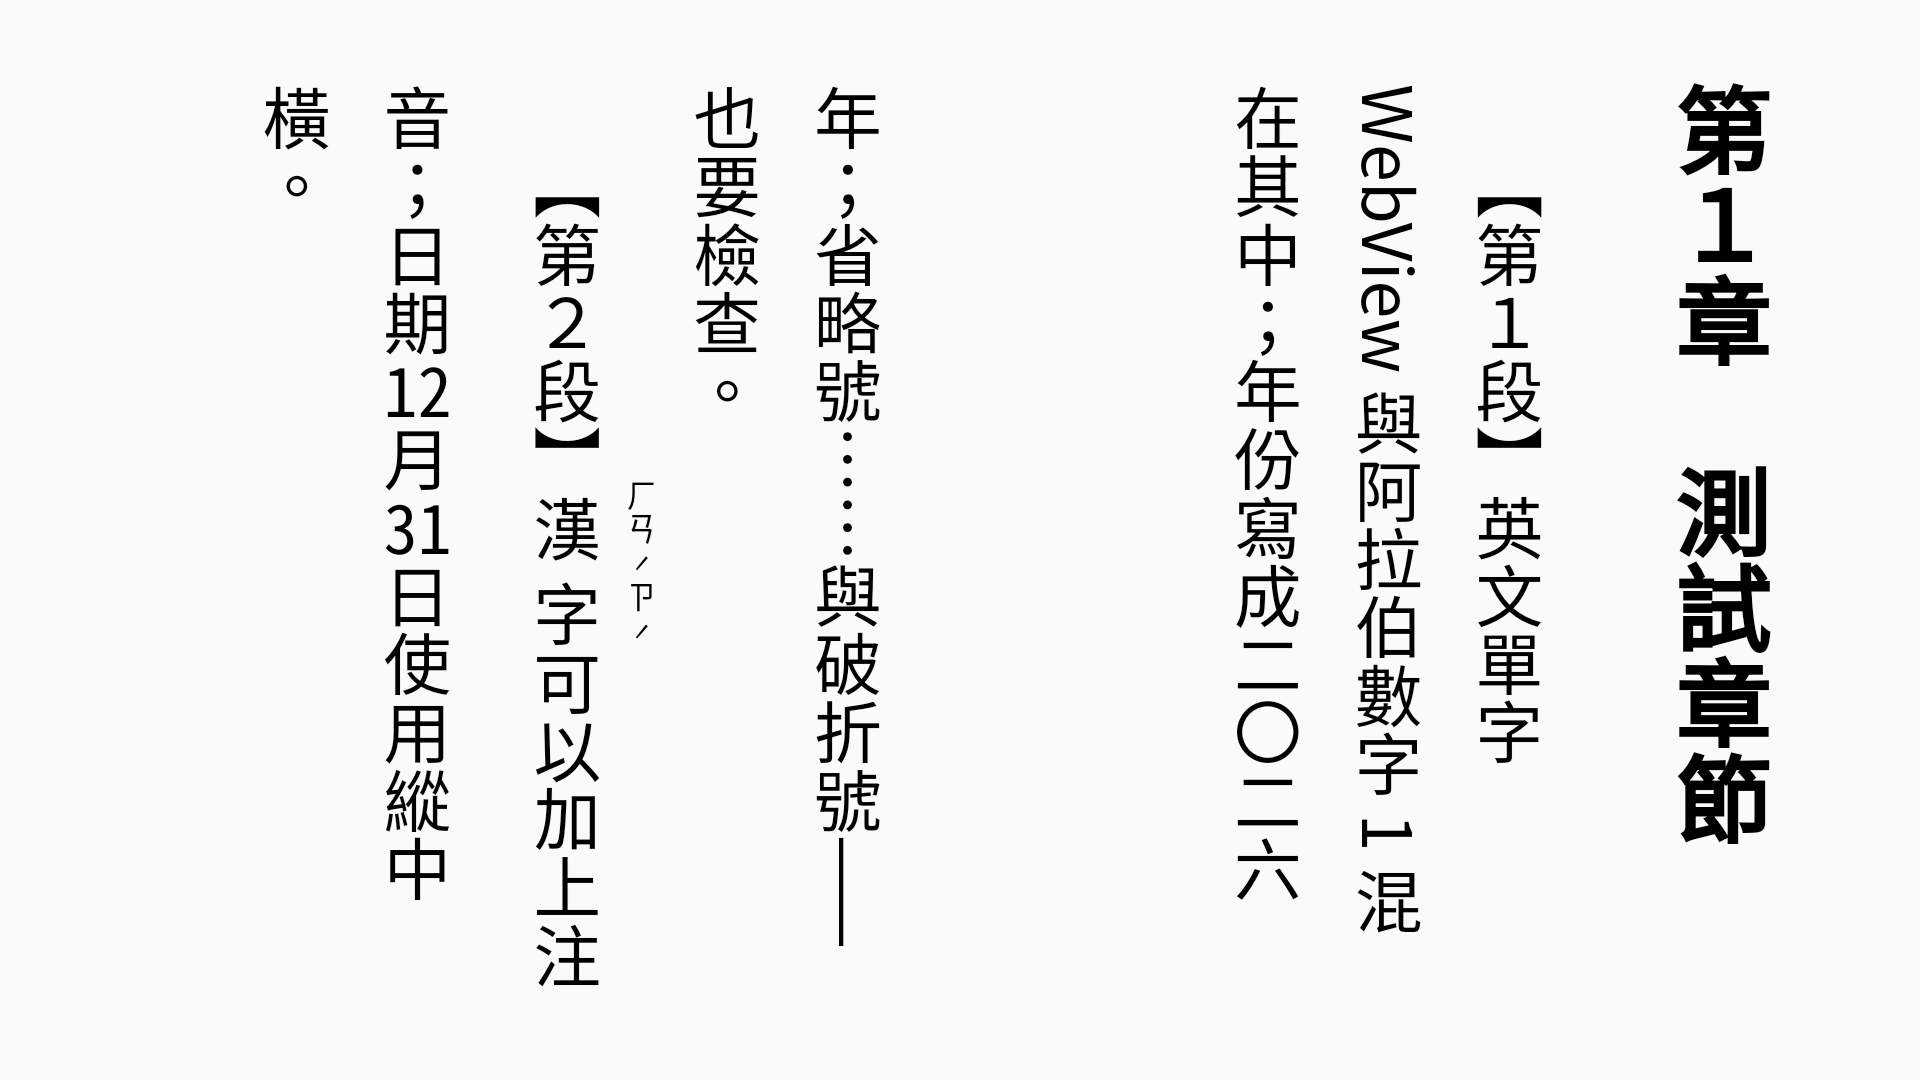 第１章　測試章節
【第１段】英文單字
WebView 與阿拉伯數字 1 混
在其中；年份寫成二〇二六
年；省略號……與破折號——
也要檢查。
【第２段】漢字可以加上注
ㄏㄢˊㄗˊ
音；日期12月31日使用縱中
橫。